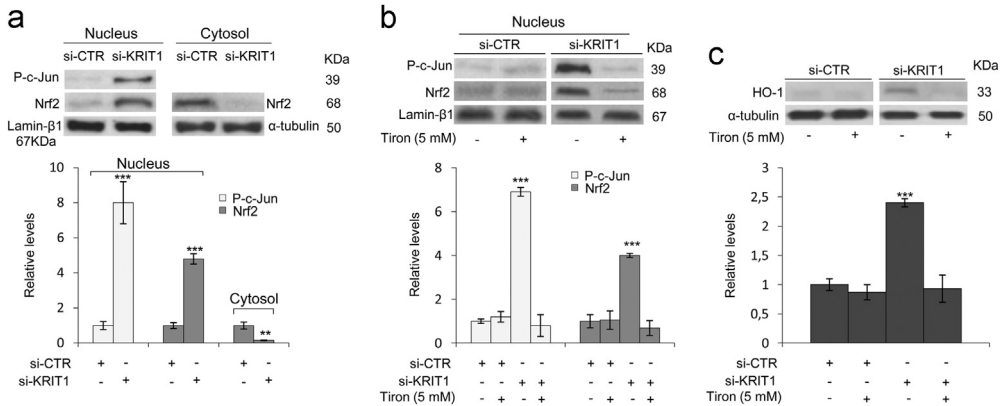 a
Nucleus Cytosol
si-CTR si-KRIT1 si-CTR si-KRIT1
KDa
P-c-Jun 39
Nrf2 Nrf2 68
Lamin-β1 α-tubulin 50
67KDa
Nucleus
*** *** **
P-c-Jun
Nrf2
Cytosol
Relative levels
10
8
6
4
2
0
si-CTR + - + - + -
si-KRIT1 - + - + - +
b
Nucleus
si-CTR si-KRIT1 KDa
P-c-Jun 39
Nrf2 68
Lamin-β1 67
Tiron (5 mM) - + - +
P-c-Jun
Nrf2
*** ***
Relative levels
8
6
4
2
0
si-CTR + + - - + + - -
si-KRIT1 - - + + - - + +
Tiron (5 mM) - + - + - + - +
c
si-CTR si-KRIT1 KDa
HO-1 33
α-tubulin 50
Tiron (5 mM) - + - +
***
Relative levels
3
2,5
2
1,5
1
0,5
0
si-CTR + + - -
si-KRIT1 - - + +
Tiron (5 mM) - + - +